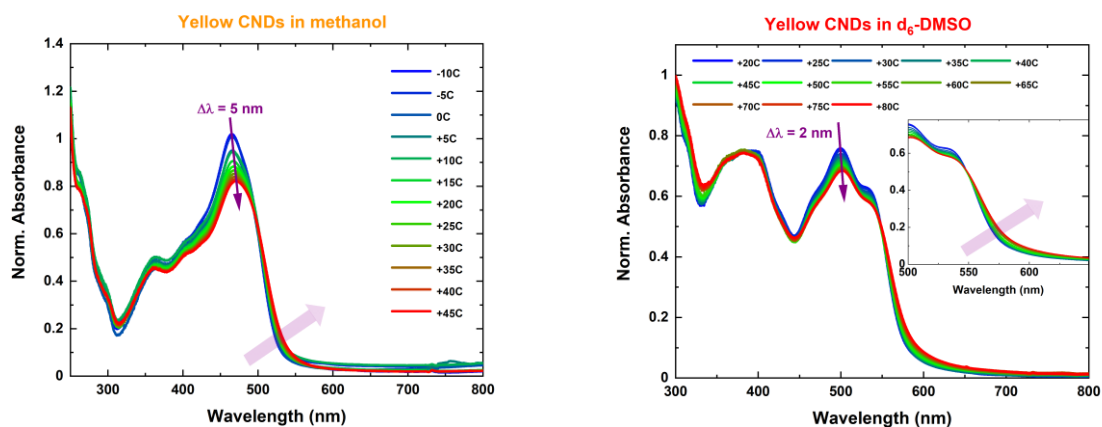 Yellow CNDs in methanol
1.4
1.2
1
0.8
0.6
0.4
0.2
0
Norm. Absorbance
300
400
500
600
700
800
Wavelength (nm)
Δλ = 5 nm
-10C
-5C
0C
+5C
+10C
+15C
+20C
+25C
+30C
+35C
+40C
+45C
Yellow CNDs in d6-DMSO
+20C +25C +30C +35C +40C
+45C +50C +55C +60C +65C
+70C +75C +80C
1
0.8
0.6
0.4
0.2
0
Norm. Absorbance
300
400
500
600
700
800
Wavelength (nm)
Δλ = 2 nm
0.8
0.6
0.4
0.2
0
500
550
600
Wavelength (nm)